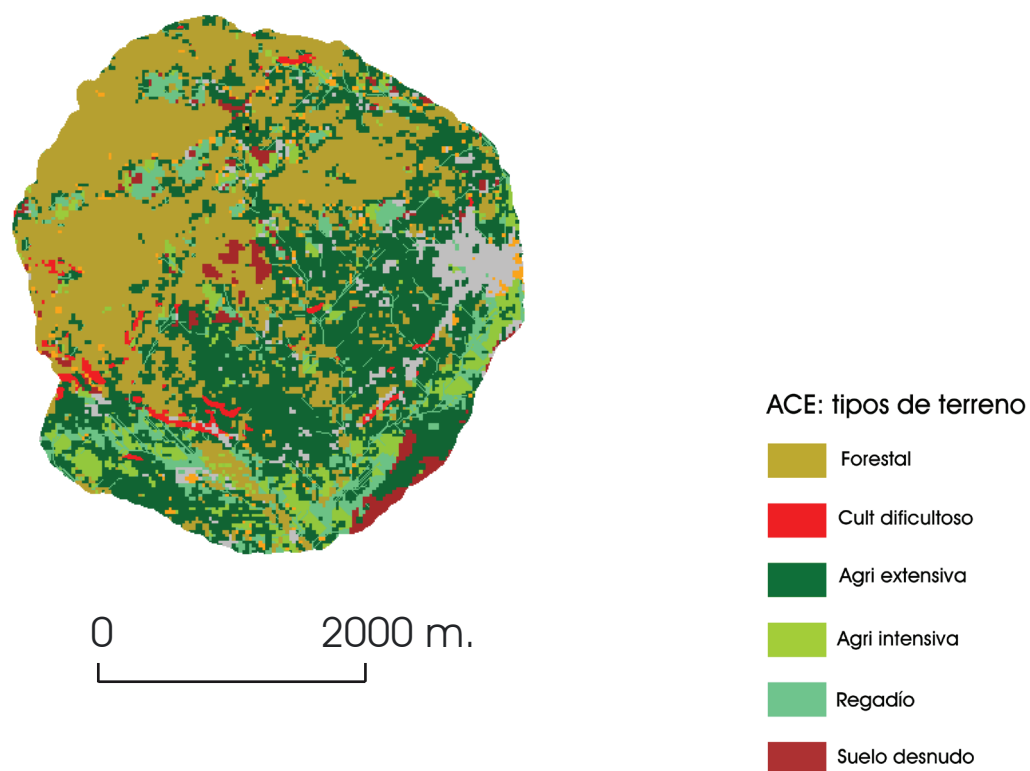 ACE: tipos de terreno
Forestal
Cult dificultoso
Agri extensiva
Agri intensiva
Regadío
Suelo desnudo
0 2000 m.